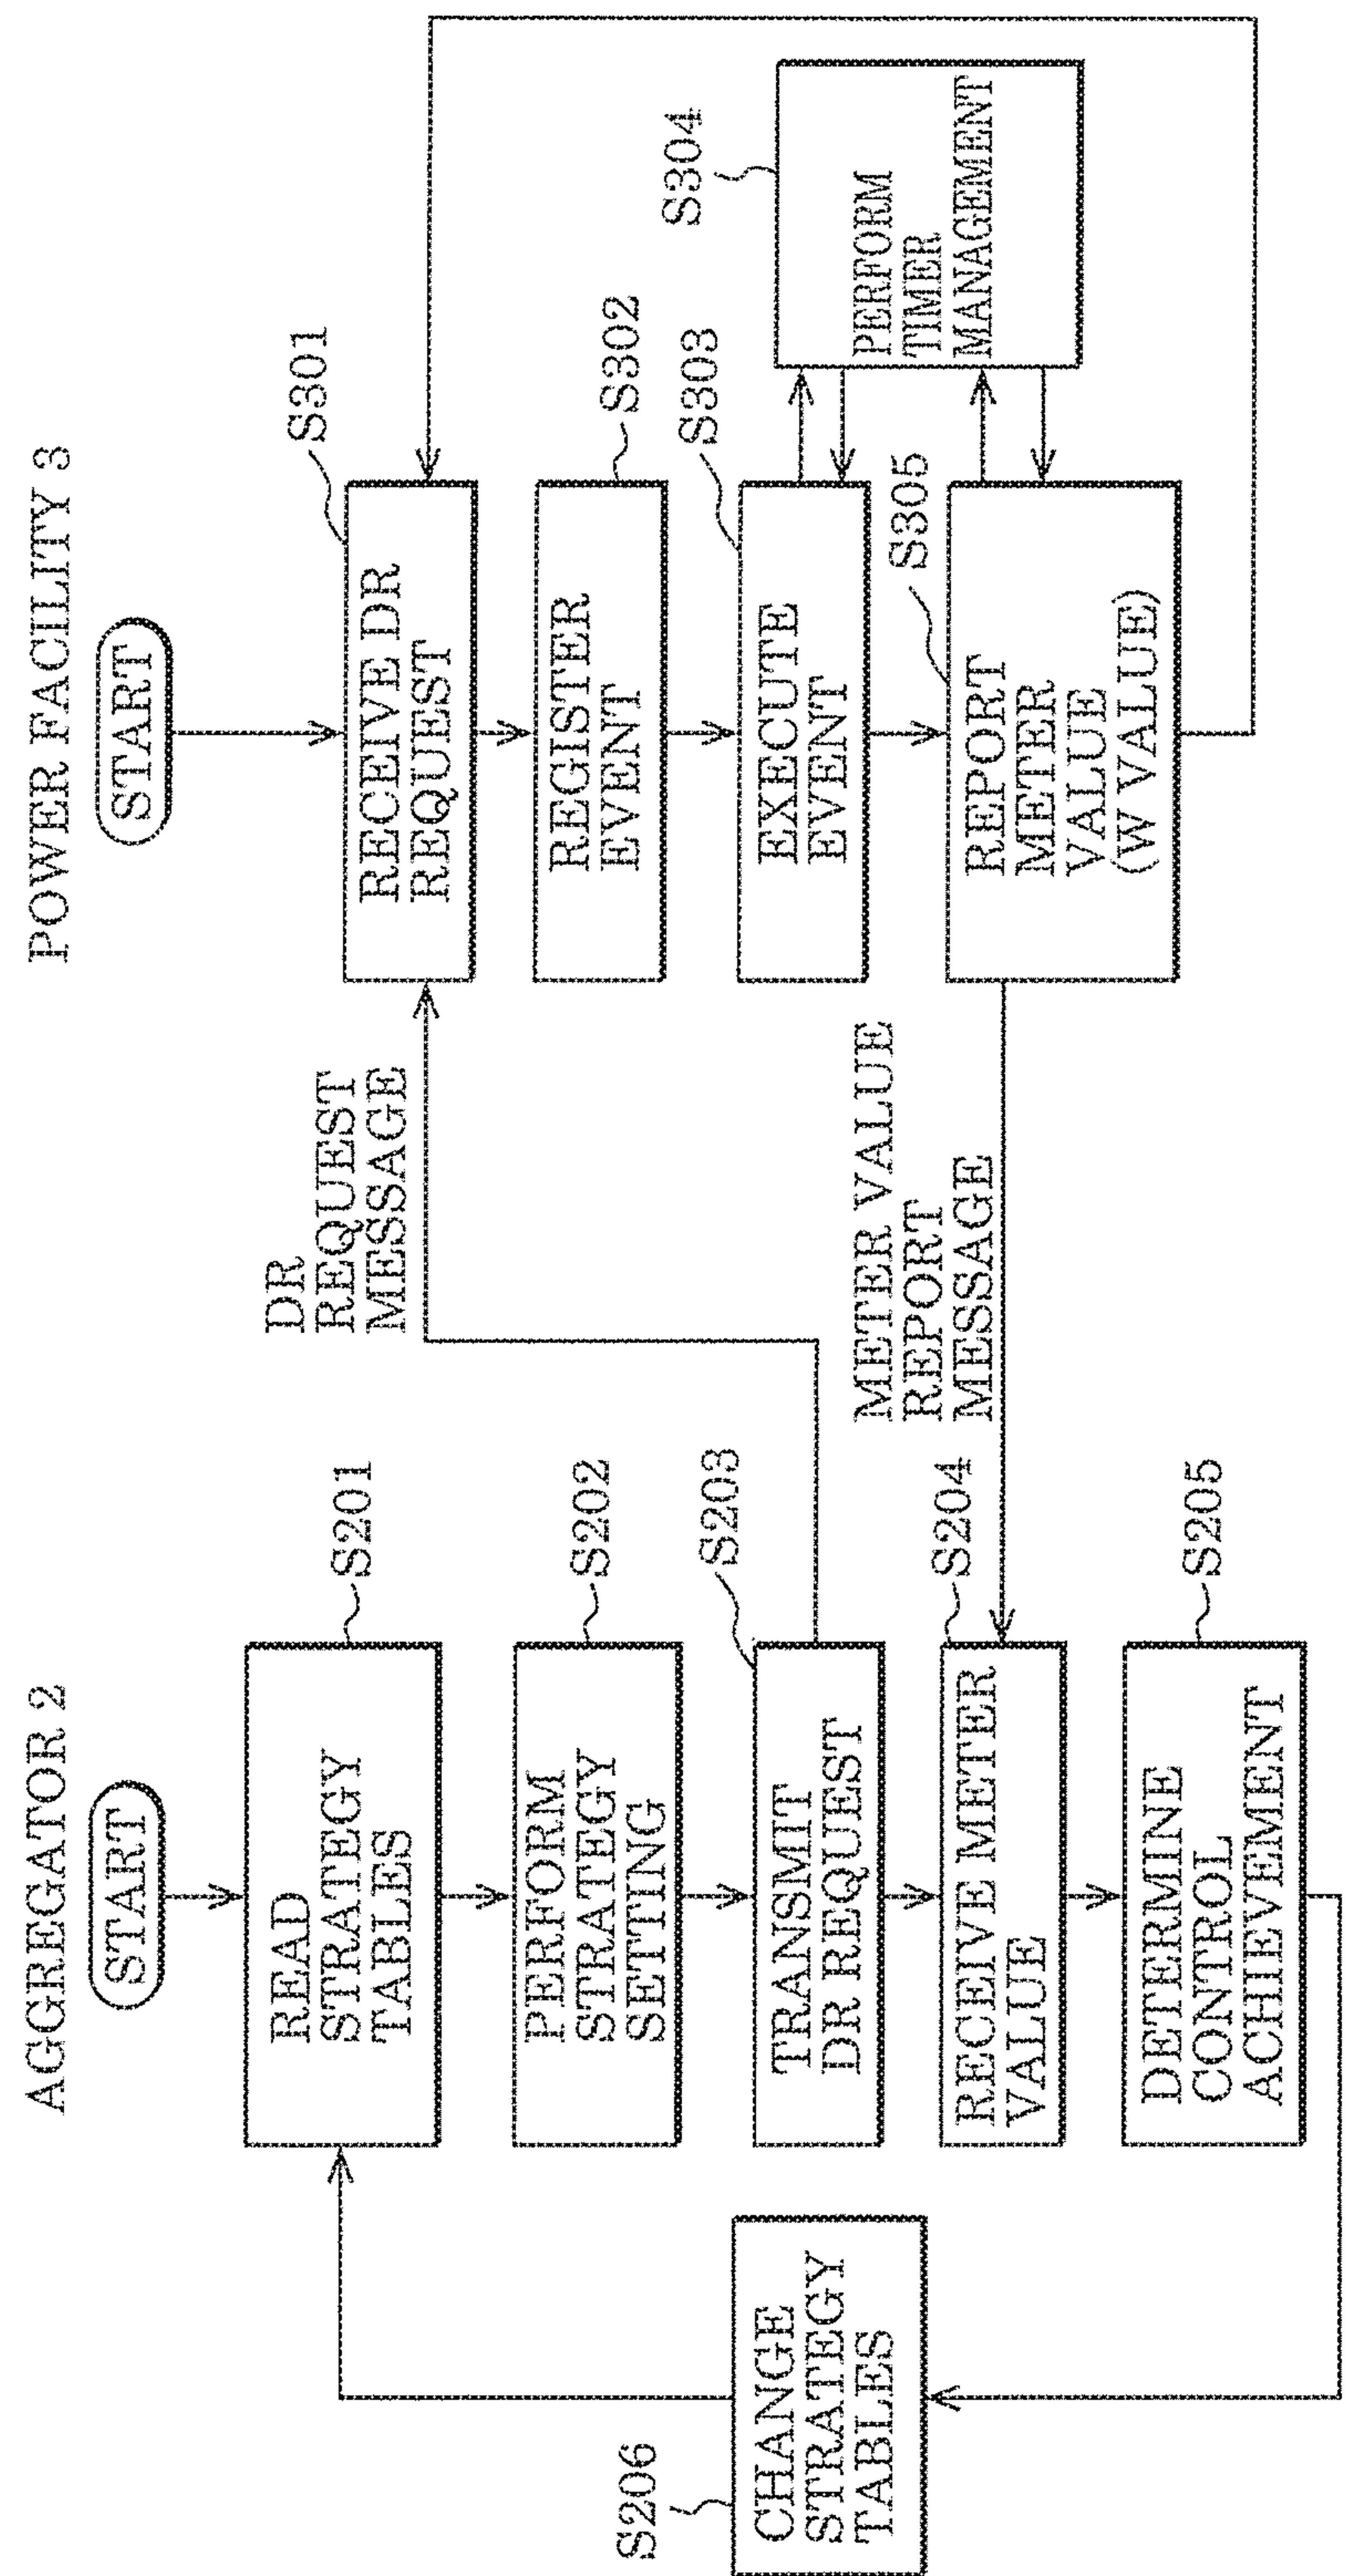 AGGREGATOR 2
START
READ
STRATEGY
TABLES
S201
PERFORM
STRATEGY
SETTING
S202
TRANSMIT
DR REQUEST
S203
RECEIVE METER
VALUE
S204
DETERMINE
CONTROL
ACHIEVEMENT
S205
CHANGE
STRATEGY
TABLES
S206
DR
REQUEST
MESSAGE
METER VALUE
REPORT
MESSAGE
POWER FACILITY 3
START
RECEIVE DR
REQUEST
S301
REGISTER
EVENT
S302
EXECUTE
EVENT
S303
PERFORM
TIMER
MANAGEMENT
S304
REPORT
METER
VALUE
(W VALUE)
S305